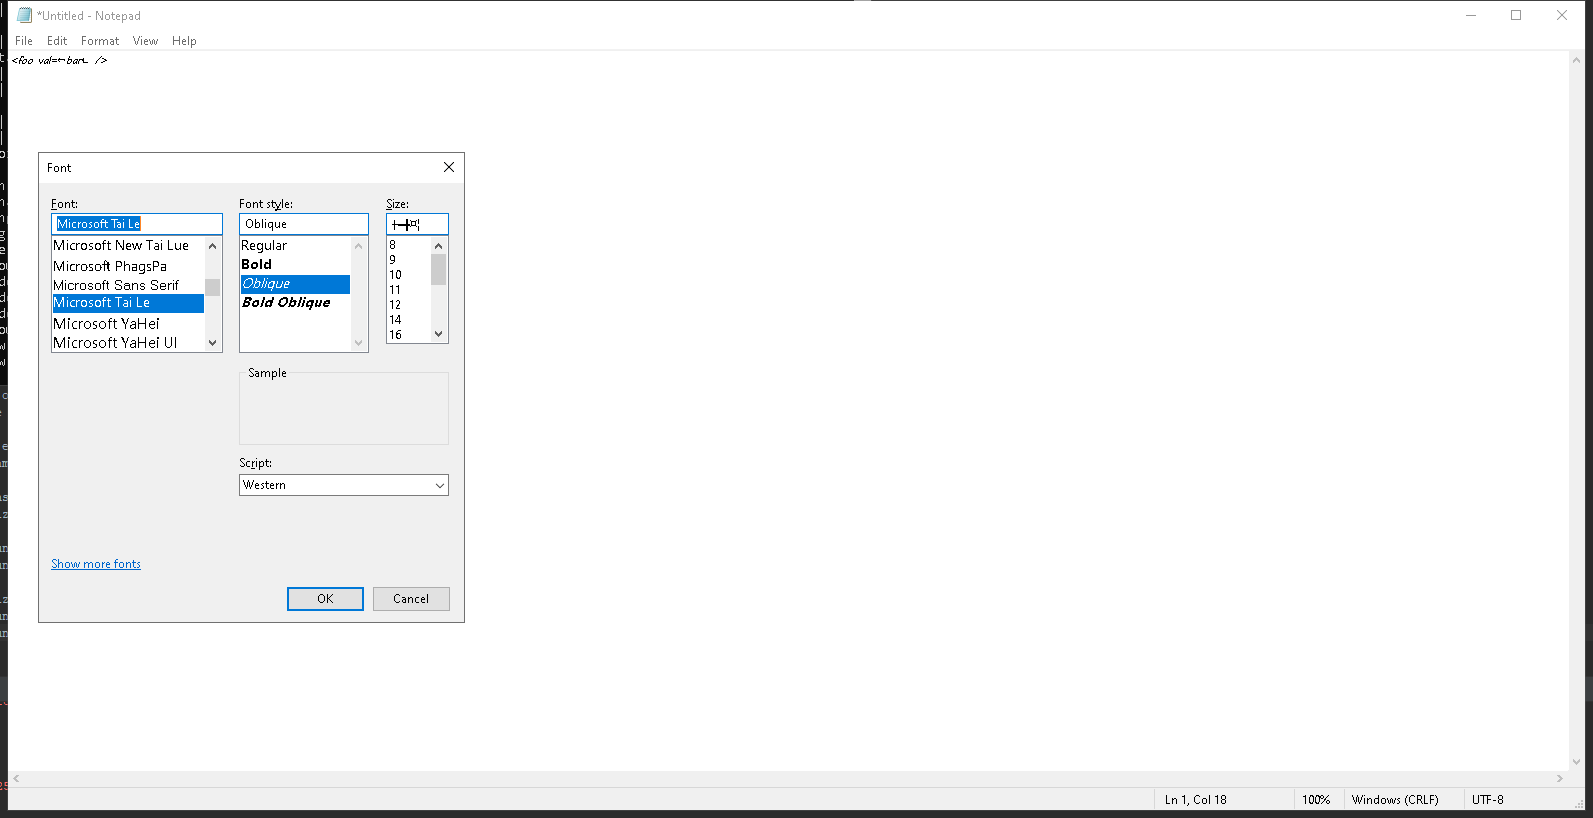 *Untitled - Notepad
File Edit Format View Help
<foo val= bar />
Font
Font: Font style: Size:
Microsoft Tai Le Oblique
Microsoft New Tai Lue Regular 8
Microsoft PhagsPa Bold 9
Microsoft Sans Serif Oblique 10
Microsoft Tai Le Bold Oblique 11
Microsoft YaHei 12
Microsoft YaHei UI 14
16
Sample
Script:
Western
Show more fonts
OK Cancel
Ln 1, Col 18 100% Windows (CRLF) UTF-8